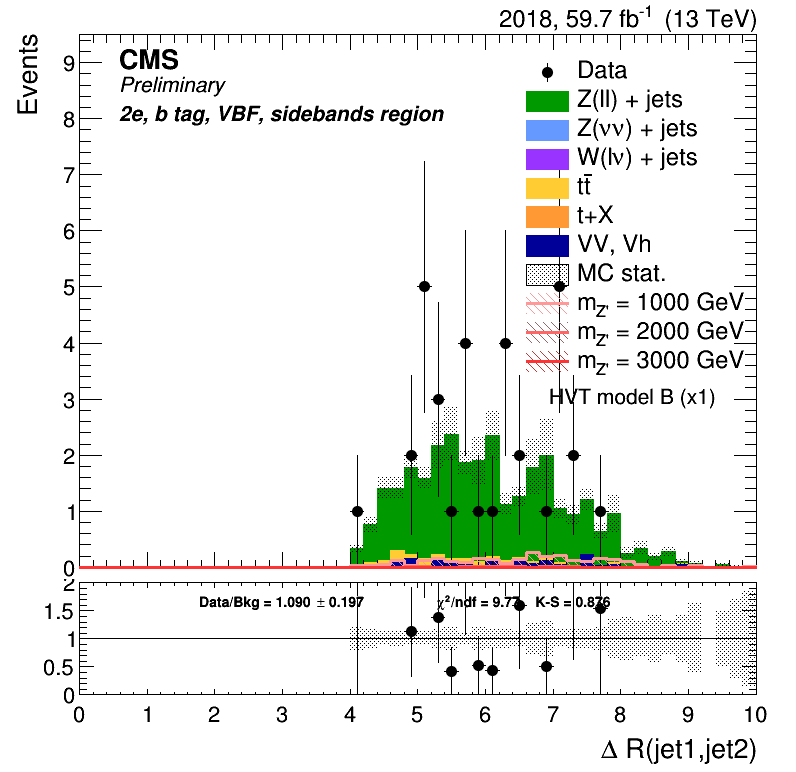 2018, 59.7 fb⁻¹ (13 TeV)
Events
CMS
Preliminary
2e, b tag, VBF, sidebands region
Data
Z(ll) + jets
Z(νν) + jets
W(lν) + jets
tt̄
t+X
VV, Vh
MC stat.
m_Z' = 1000 GeV
m_Z' = 2000 GeV
m_Z' = 3000 GeV
HVT model B (x1)
9
8
7
6
5
4
3
2
1
0
Data/Bkg = 1.090 ± 0.197 χ²/ndf = 9.77 K-S = 0.876
2
1.5
1
0.5
0
0 1 2 3 4 5 6 7 8 9 10
Δ R(jet1,jet2)